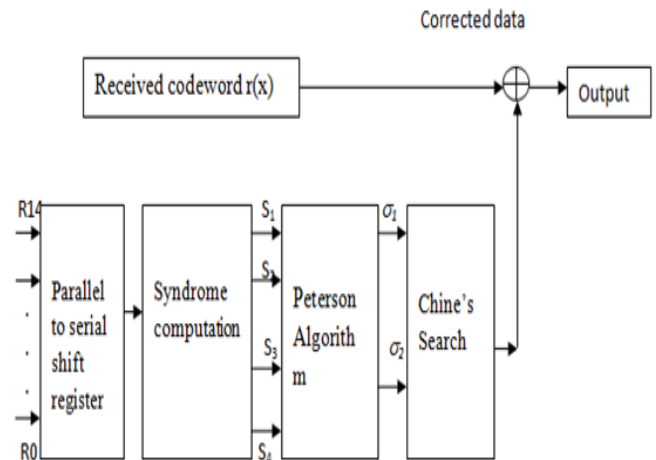 Corrected data
Received codeword r(x)
Output
R14
Parallel
to serial
shift
register
R0
Syndrome
computation
S1
S2
S3
S4
Peterson
Algorith
m
σ1
σ2
Chine's
Search